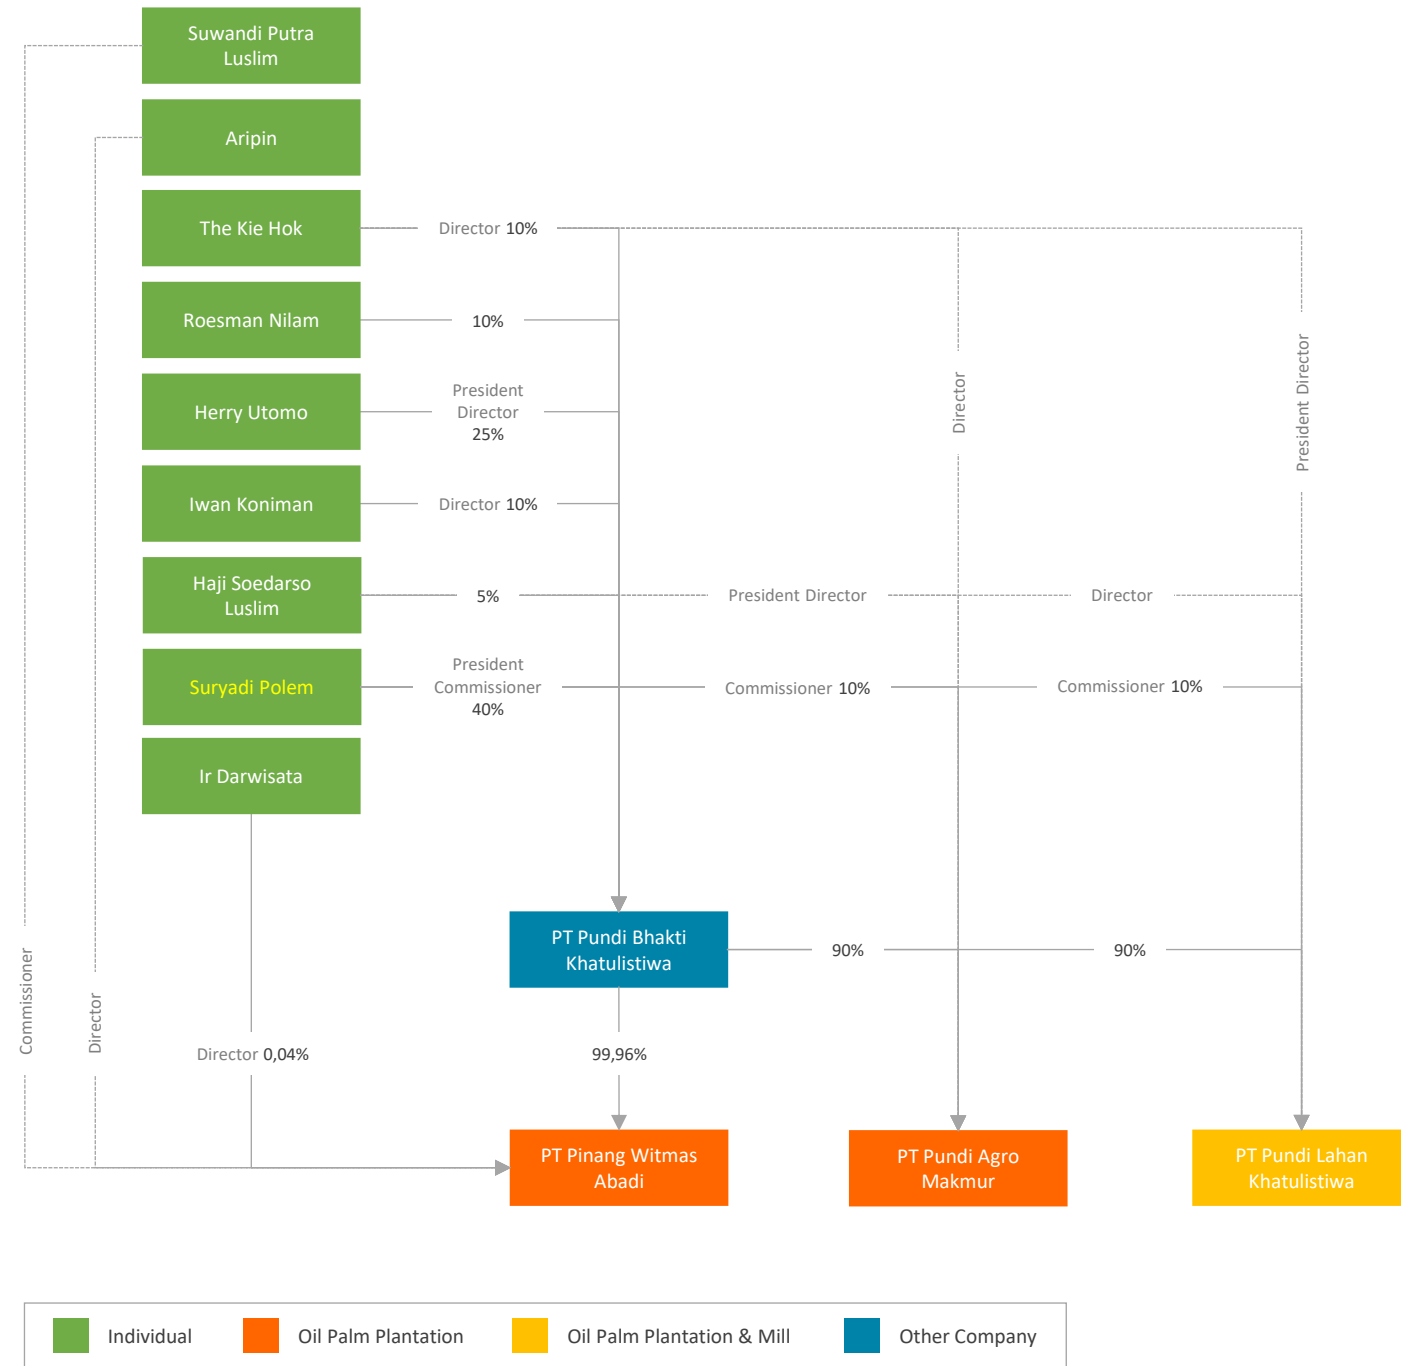 Suwandi Putra
Luslim
Aripin
The Kie Hok
Director 10%
Roesman Nilam
10%
Herry Utomo
President
Director
25%
Director
President Director
Iwan Koniman
Director 10%
Haji Soedarso
Luslim
5%
President Director
Director
Suryadi Polem
President
Commissioner
40%
Commissioner 10%
Commissioner 10%
Ir Darwisata
PT Pundi Bhakti
Khatulistiwa
90%
90%
Commissioner
Director
Director 0,04%
99,96%
PT Pinang Witmas
Abadi
PT Pundi Agro
Makmur
PT Pundi Lahan
Khatulistiwa
Individual
Oil Palm Plantation
Oil Palm Plantation & Mill
Other Company